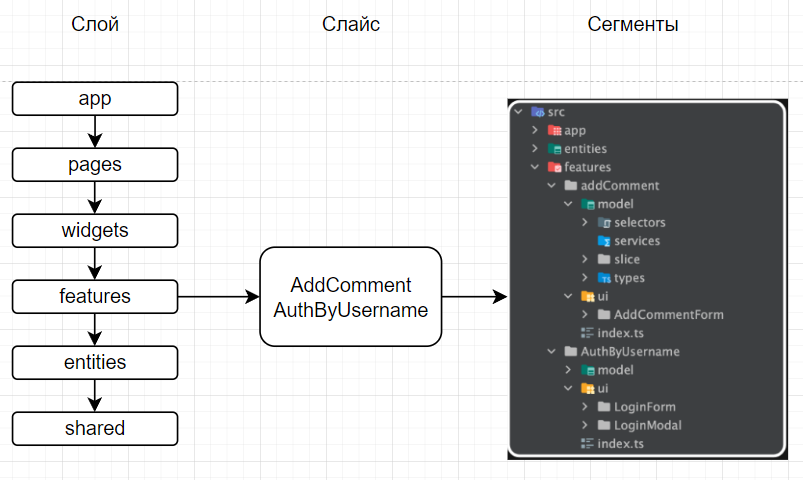 Слой
Слайс
Сегменты
app
pages
widgets
features
entities
shared
AddComment
AuthByUsername
src
app
entities
features
addComment
model
selectors
services
slice
types
ui
AddCommentForm
index.ts
AuthByUsername
model
ui
LoginForm
LoginModal
index.ts